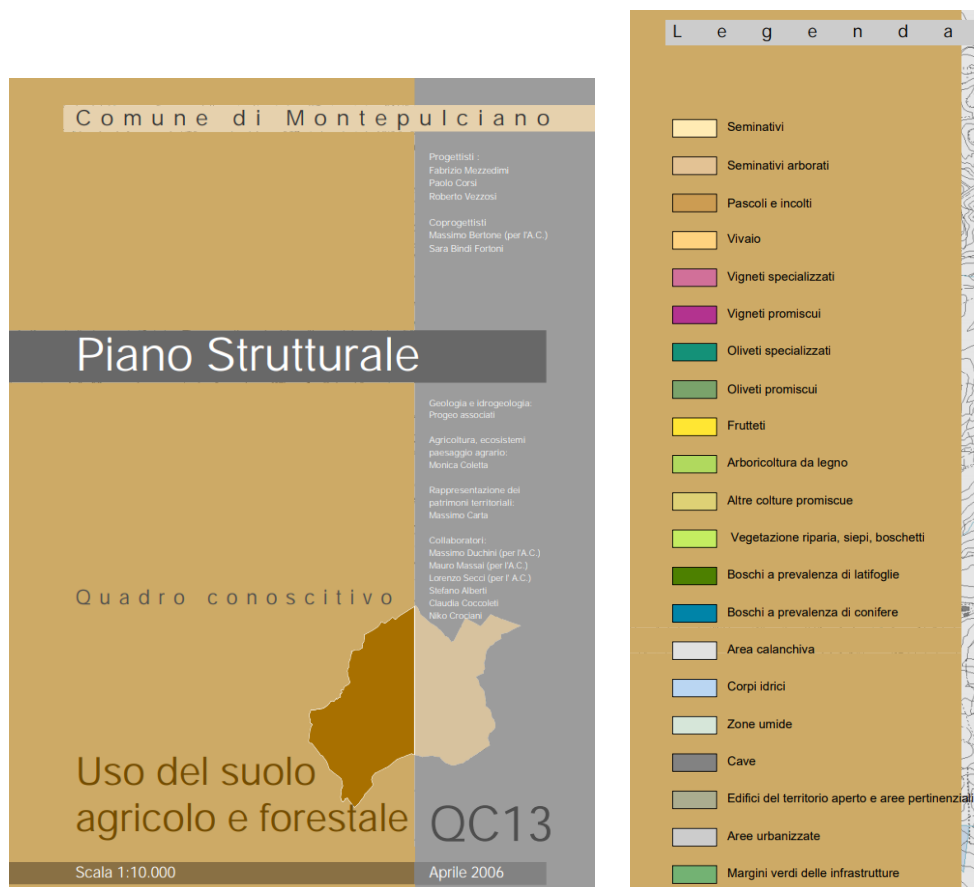 Comune di Montepulciano
Progettisti :
Fabrizio Mezzedimi
Paolo Corsi
Roberto Vezzosi
Coprogettisti
Massimo Bertone (per l'A.C.)
Sara Bindi Fortoni
Piano Strutturale
Geologia e idrogeologia:
Progeo associati
Agricoltura, ecosistemi
paesaggio agrario:
Monica Coletta
Rappresentazione dei
patrimoni territoriali:
Massimo Carta
Collaboratori:
Massimo Duchini (per l'A.C.)
Mauro Massai (per l'A.C.)
Lorenzo Secci (per l' A.C.)
Stefano Alberti
Claudia Coccoleti
Niko Crociani
Quadro conoscitivo
Uso del suolo
agricolo e forestale
QC13
Scala 1:10.000
Aprile 2006
Legenda
Seminativi
Seminativi arborati
Pascoli e incolti
Vivaio
Vigneti specializzati
Vigneti promiscui
Oliveti specializzati
Oliveti promiscui
Frutteti
Arboricoltura da legno
Altre colture promiscue
Vegetazione riparia, siepi, boschetti
Boschi a prevalenza di latifoglie
Boschi a prevalenza di conifere
Area calanchiva
Corpi idrici
Zone umide
Cave
Edifici del territorio aperto e aree pertinenziali
Aree urbanizzate
Margini verdi delle infrastrutture